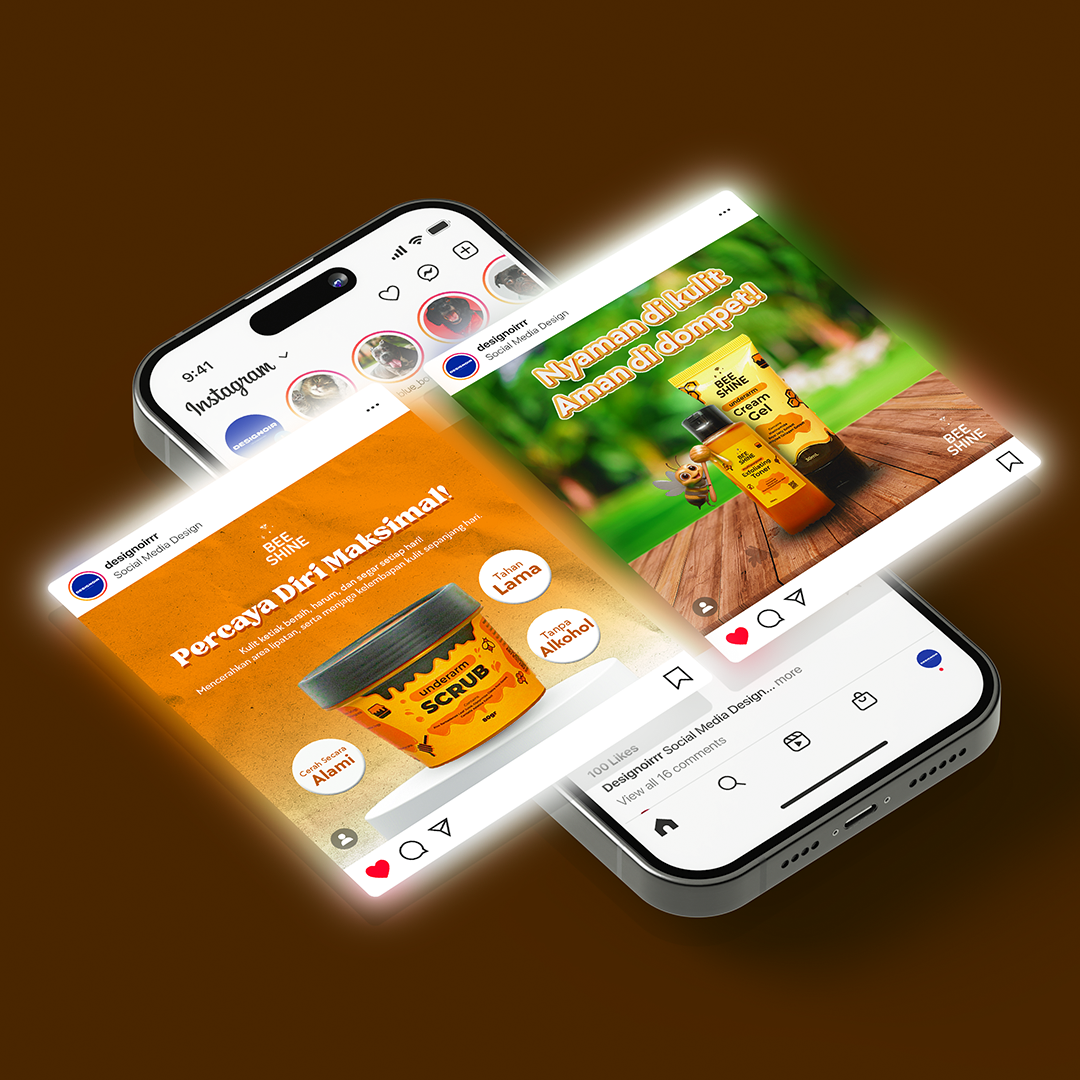 9:41
Instagram
DESIGNOIR
designoirrr
Social Media Design
Nyaman di kulit
Aman di dompet!
BEE
SHINE
underarm
Cream
Gel
30mL
BEE
SHINE
Exfoliating
Toner
BEE
SHINE
designoirrr
Social Media Design
BEE
SHINE
Percaya Diri Maksimal!
Kulit ketiak bersih, harum, dan segar setiap hari!
Mencerahkan area lipatan, serta menjaga kelembapan kulit sepanjang hari.
Tahan
Lama
Tanpa
Alkohol
underarm
SCRUB
80gr
Cerah Secara
Alami
100 Likes
Designoirrr Social Media Design... more
View all 16 comments